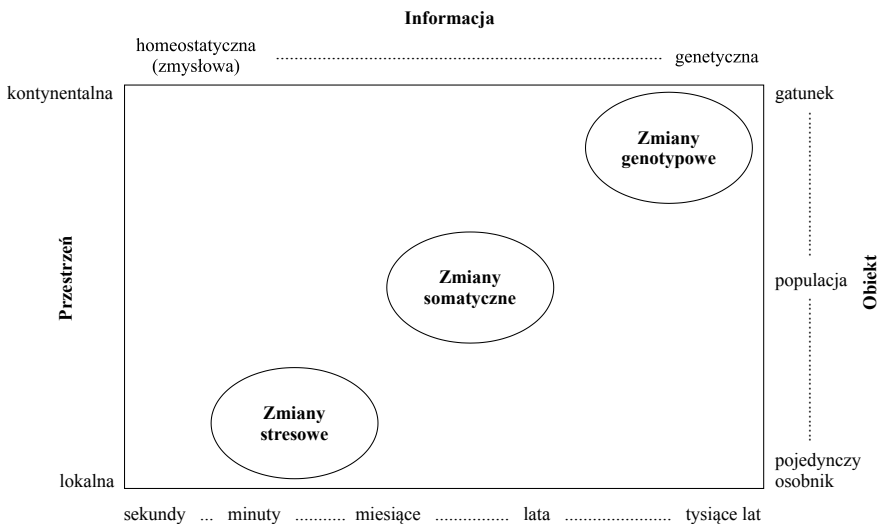 Informacja
homeostatyczna
(zmysłowa) ........................ genetyczna
kontynentalna
gatunek
Zmiany
genotypowe
Przestrzeń
Zmiany
somatyczne
populacja
Obiekt
Zmiany
stresowe
pojedynczy
osobnik
lokalna
sekundy ... minuty .......... miesiące ............... lata ..................... tysiące lat